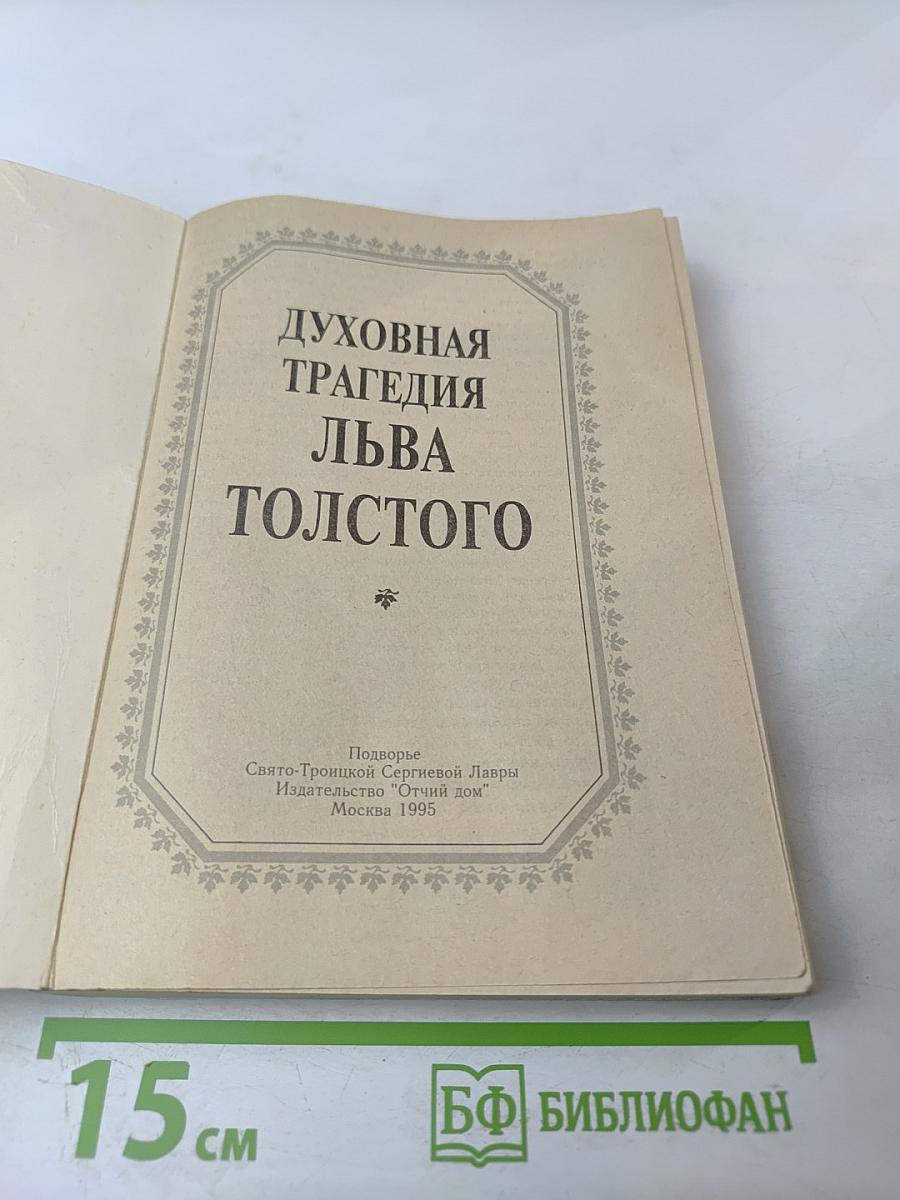 ДУХОВНАЯ
ТРАГЕДИЯ
ЛЬВА
ТОЛСТОГО
Подворье
Свято-Троицкой Сергиевой Лавры
Издательство "Отчий дом"
Москва 1995
15 см
БФ БИБЛИОФАН